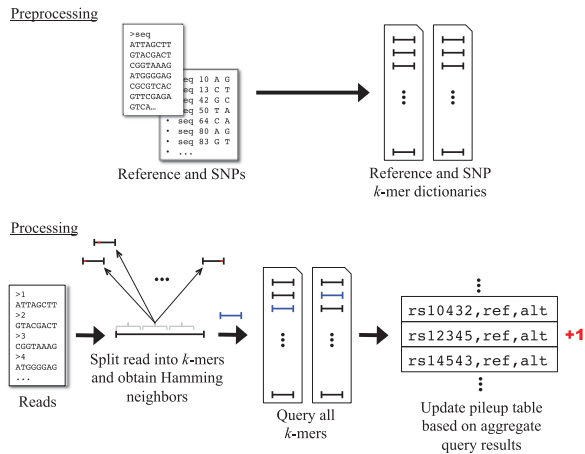 Preprocessing
>seq
ATTAGCTT
GTACGACT
CGGTAAAG
ATGGGGAG
CGCGTCAC
GTTCGAGA
GTCA…
seq 10 A G
• seq 13 C T
• seq 42 G C
• seq 50 T A
• seq 64 C A
• seq 80 A G
• seq 83 G T
• ...
Reference and SNPs
Reference and SNP
k-mer dictionaries
Processing
>1
ATTAGCTT
>2
GTACGACT
>3
CGGTAAAG
>4
ATGGGGAG
...
Reads
Split read into k-mers
and obtain Hamming
neighbors
Query all
k-mers
rs10432,ref,alt
rs12345,ref,alt
+1
rs14543,ref,alt
Update pileup table
based on aggregate
query results